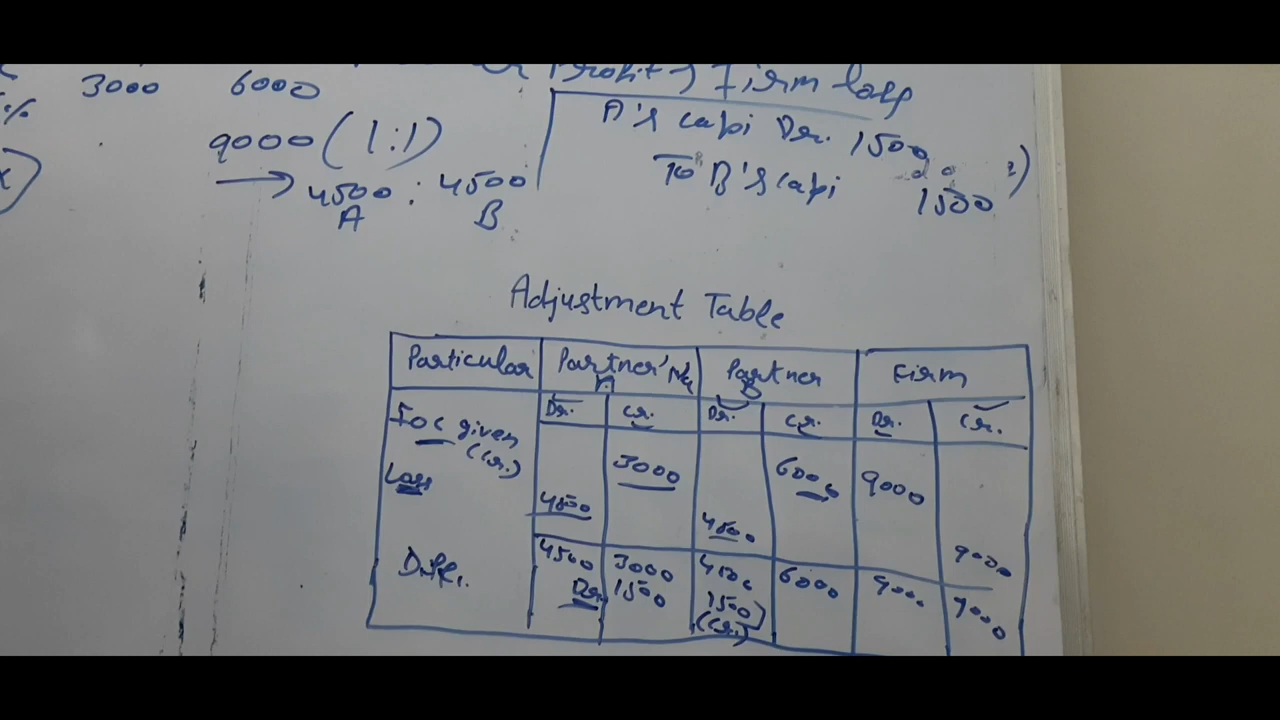 Profit → Firm loss
3000 6000
%
9000 (1:1)
→ 4500 : 4500
A B
A's capi Dr. 1500
To B's capi 1500
Adjustment Table
Particular Partner's Partner Firm
A B
Dr. Cr. Dr. Cr. Dr. Cr.
IOC given 3000 6000 9000
(Cr.)
Loss 4500 4500 9000
4500 3000 4500 6000 9000 9000
Diff. Dr. 1500 1500
(Cr.)